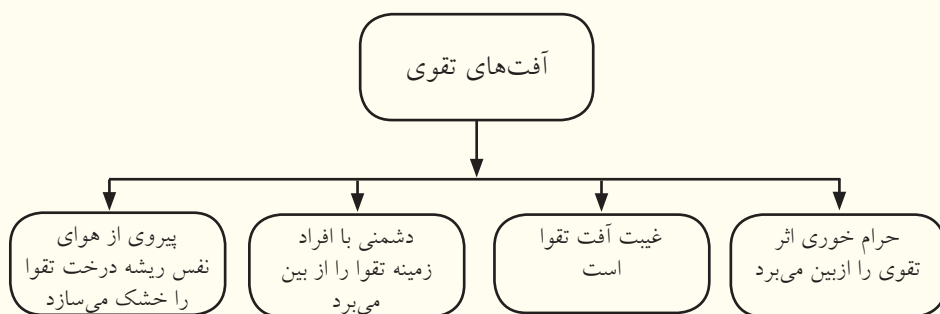 آفت‌های تقوی
حرام خوری اثر
تقوی را ازبین می‌برد
غیبت آفت تقوا
است
دشمنی با افراد
زمینه تقوا را از بین
می‌برد
پیروی از هوای
نفس ریشه درخت تقوا
را خشک می‌سازد